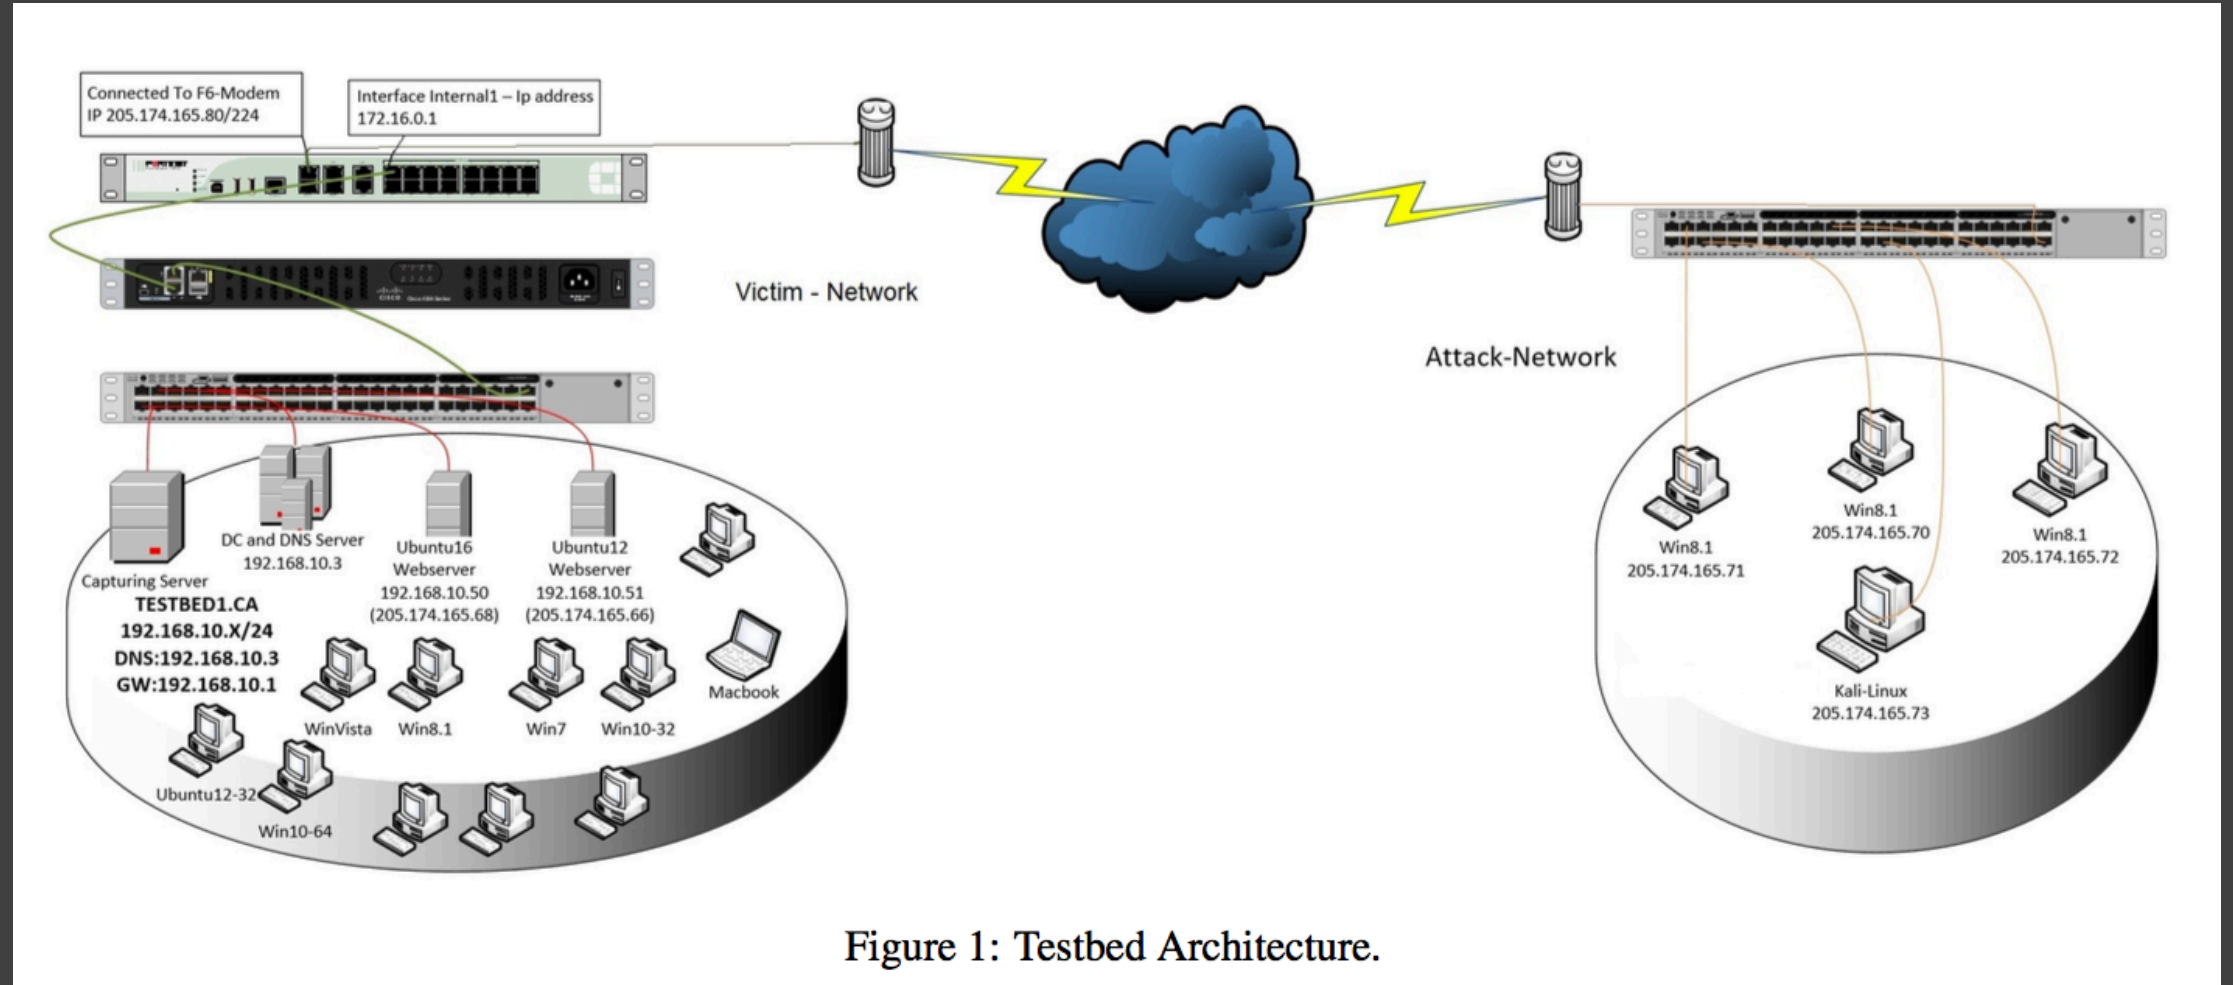 Connected To F6-Modem
IP 205.174.165.80/224
Interface Internal1 – Ip address
172.16.0.1
Victim - Network
Attack-Network
CISCO
Capturing Server
TESTBED1.CA
192.168.10.X/24
DNS:192.168.10.3
GW:192.168.10.1
DC and DNS Server
192.168.10.3
Ubuntu16
Webserver
192.168.10.50
(205.174.165.68)
Ubuntu12
Webserver
192.168.10.51
(205.174.165.66)
WinVista
Win8.1
Win7
Win10-32
Macbook
Ubuntu12-32
Win10-64
Win8.1
205.174.165.71
Win8.1
205.174.165.70
Win8.1
205.174.165.72
Kali-Linux
205.174.165.73
Figure 1: Testbed Architecture.